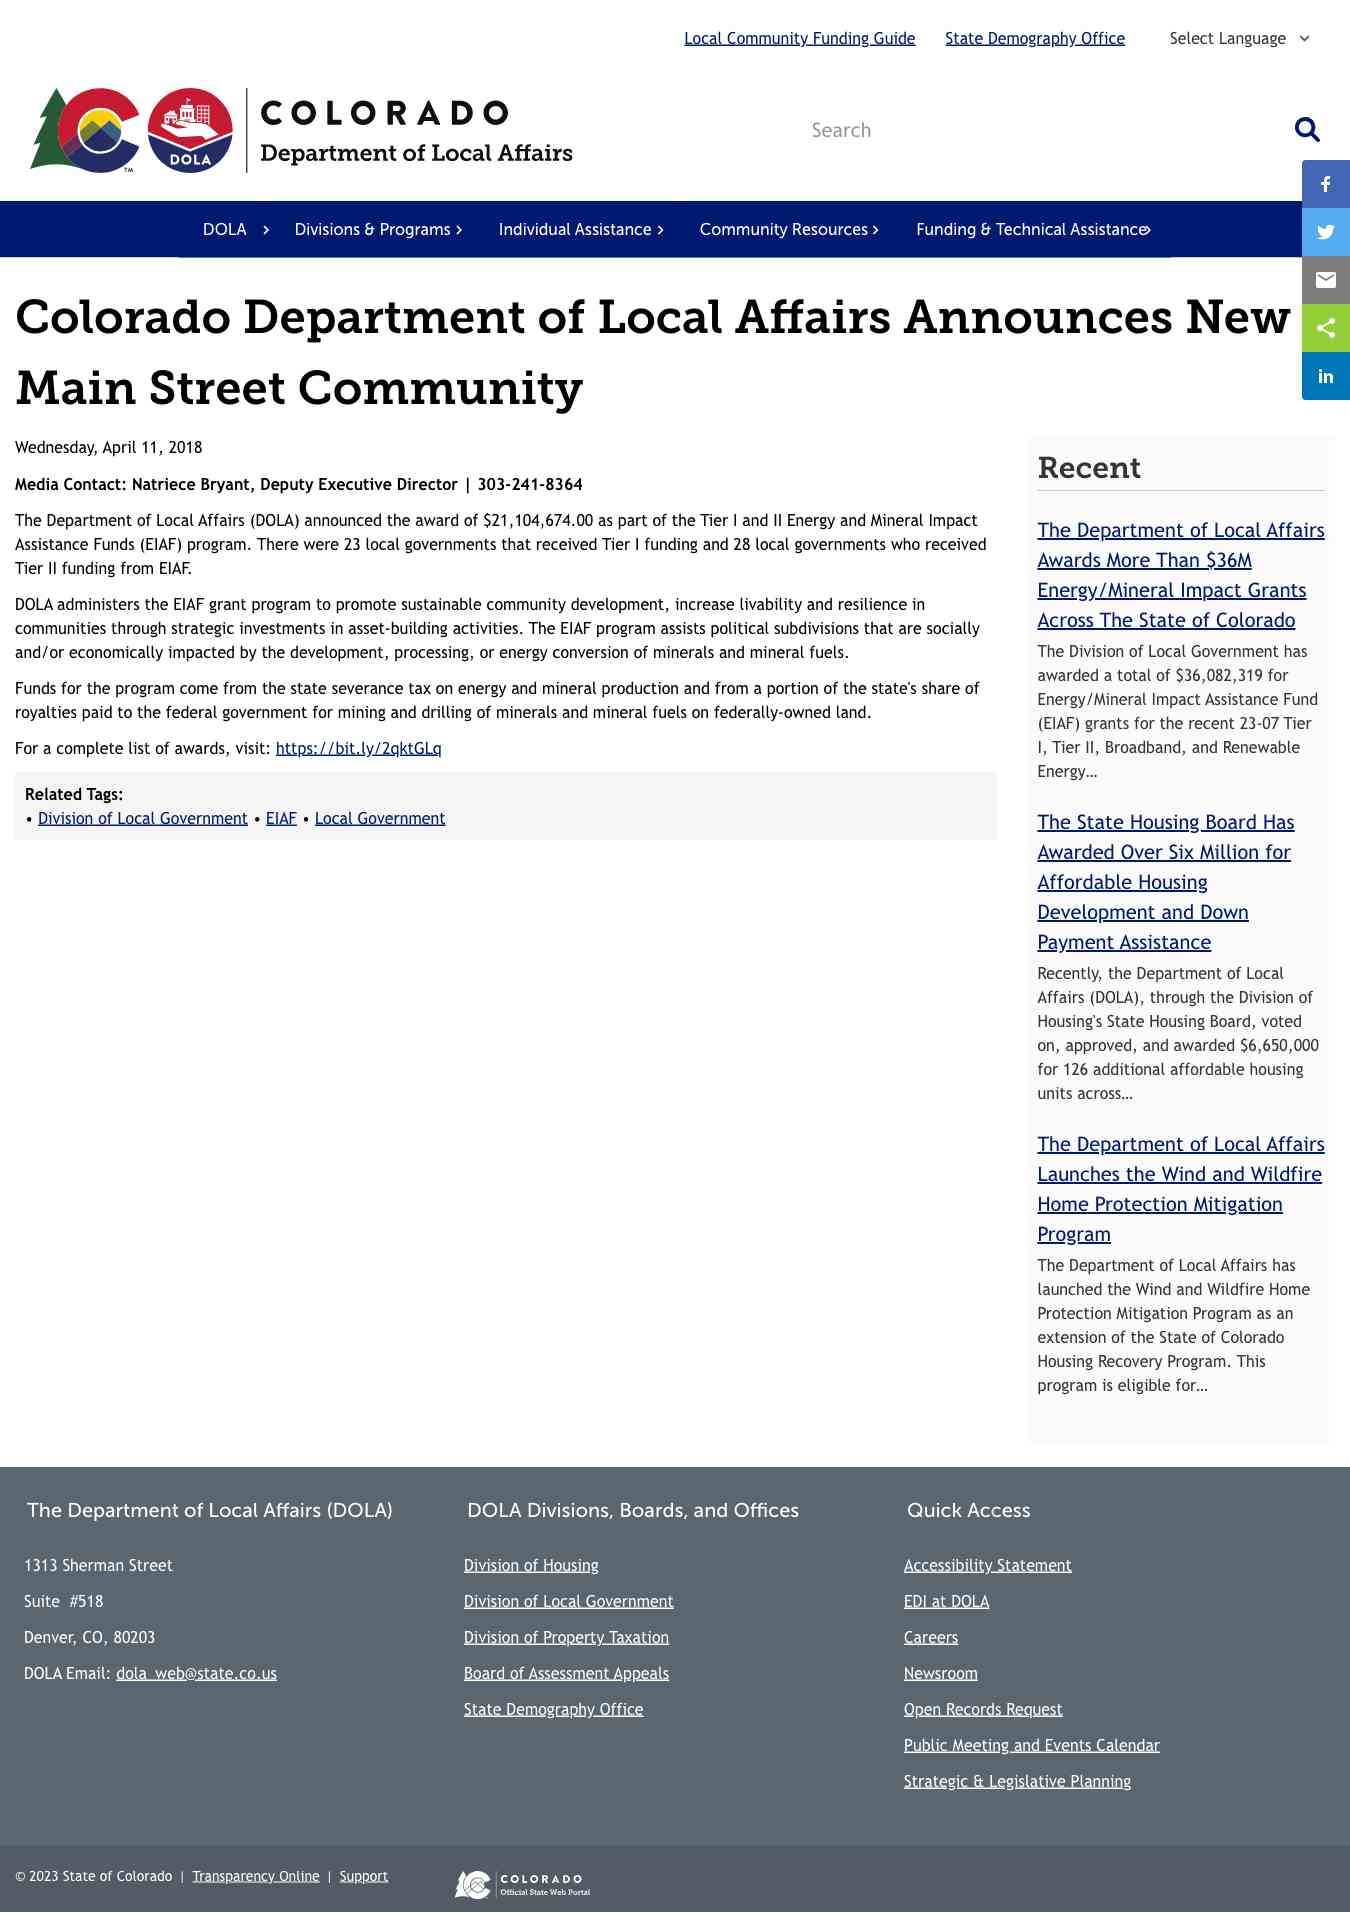 Local Community Funding Guide State Demography Office Select Language
TM
DOLA
COLORADO
Department of Local Affairs
Search
DOLA Divisions & Programs Individual Assistance Community Resources Funding & Technical Assistance
Colorado Department of Local Affairs Announces New
Main Street Community
Wednesday, April 11, 2018
Media Contact: Natriece Bryant, Deputy Executive Director | 303-241-8364
The Department of Local Affairs (DOLA) announced the award of $21,104,674.00 as part of the Tier I and II Energy and Mineral Impact
Assistance Funds (EIAF) program. There were 23 local governments that received Tier I funding and 28 local governments who received
Tier II funding from EIAF.
DOLA administers the EIAF grant program to promote sustainable community development, increase livability and resilience in
communities through strategic investments in asset-building activities. The EIAF program assists political subdivisions that are socially
and/or economically impacted by the development, processing, or energy conversion of minerals and mineral fuels.
Funds for the program come from the state severance tax on energy and mineral production and from a portion of the state's share of
royalties paid to the federal government for mining and drilling of minerals and mineral fuels on federally-owned land.
For a complete list of awards, visit: https://bit.ly/2qktGLq
Related Tags:
• Division of Local Government • EIAF • Local Government
Recent
The Department of Local Affairs
Awards More Than $36M
Energy/Mineral Impact Grants
Across The State of Colorado
The Division of Local Government has
awarded a total of $36,082,319 for
Energy/Mineral Impact Assistance Fund
(EIAF) grants for the recent 23-07 Tier
I, Tier II, Broadband, and Renewable
Energy…
The State Housing Board Has
Awarded Over Six Million for
Affordable Housing
Development and Down
Payment Assistance
Recently, the Department of Local
Affairs (DOLA), through the Division of
Housing's State Housing Board, voted
on, approved, and awarded $6,650,000
for 126 additional affordable housing
units across…
The Department of Local Affairs
Launches the Wind and Wildfire
Home Protection Mitigation
Program
The Department of Local Affairs has
launched the Wind and Wildfire Home
Protection Mitigation Program as an
extension of the State of Colorado
Housing Recovery Program. This
program is eligible for…
The Department of Local Affairs (DOLA)
1313 Sherman Street
Suite #518
Denver, CO, 80203
DOLA Email: dola_web@state.co.us
DOLA Divisions, Boards, and Offices
Division of Housing
Division of Local Government
Division of Property Taxation
Board of Assessment Appeals
State Demography Office
Quick Access
Accessibility Statement
EDI at DOLA
Careers
Newsroom
Open Records Request
Public Meeting and Events Calendar
Strategic & Legislative Planning
© 2023 State of Colorado | Transparency Online | Support
COLORADO
Official State Web Portal